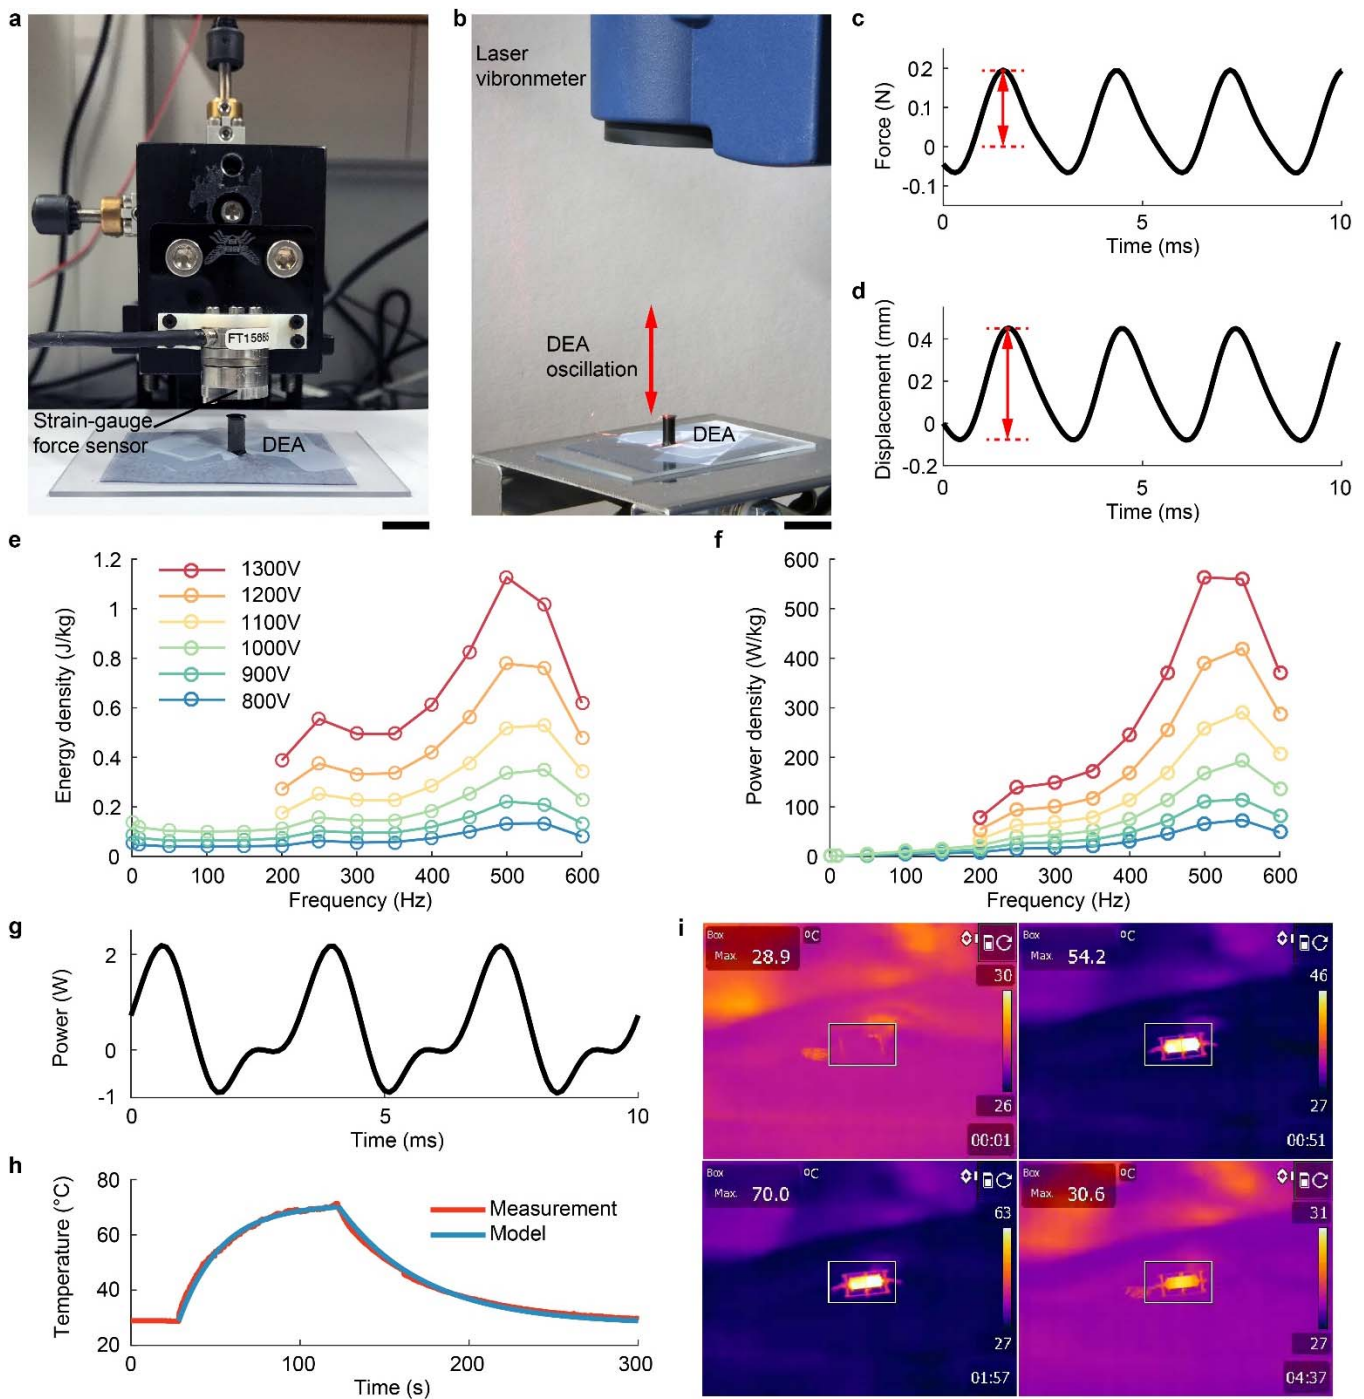 a
FT15685
Strain-gauge
force sensor
DEA
b
Laser
vibronmeter
DEA
oscillation
DEA
c
Force (N)
0.2
0.1
0
-0.1
0
5
10
Time (ms)
d
Displacement (mm)
0.4
0.2
0
-0.2
0
5
10
Time (ms)
e
Energy density (J/kg)
1.2
1
0.8
0.6
0.4
0.2
0
1300V
1200V
1100V
1000V
900V
800V
0
100
200
300
400
500
600
Frequency (Hz)
f
Power density (W/kg)
600
500
400
300
200
100
0
0
100
200
300
400
500
600
Frequency (Hz)
g
Power (W)
2
0
-1
0
5
10
Time (ms)
h
Temperature (°C)
80
60
40
20
Measurement
Model
0
100
200
300
Time (s)
i
Box
Max. 28.9
°C
30
26
00:01
Box
Max. 54.2
°C
46
27
00:51
Box
Max. 70.0
°C
63
27
01:57
Box
Max. 30.6
°C
31
27
04:37